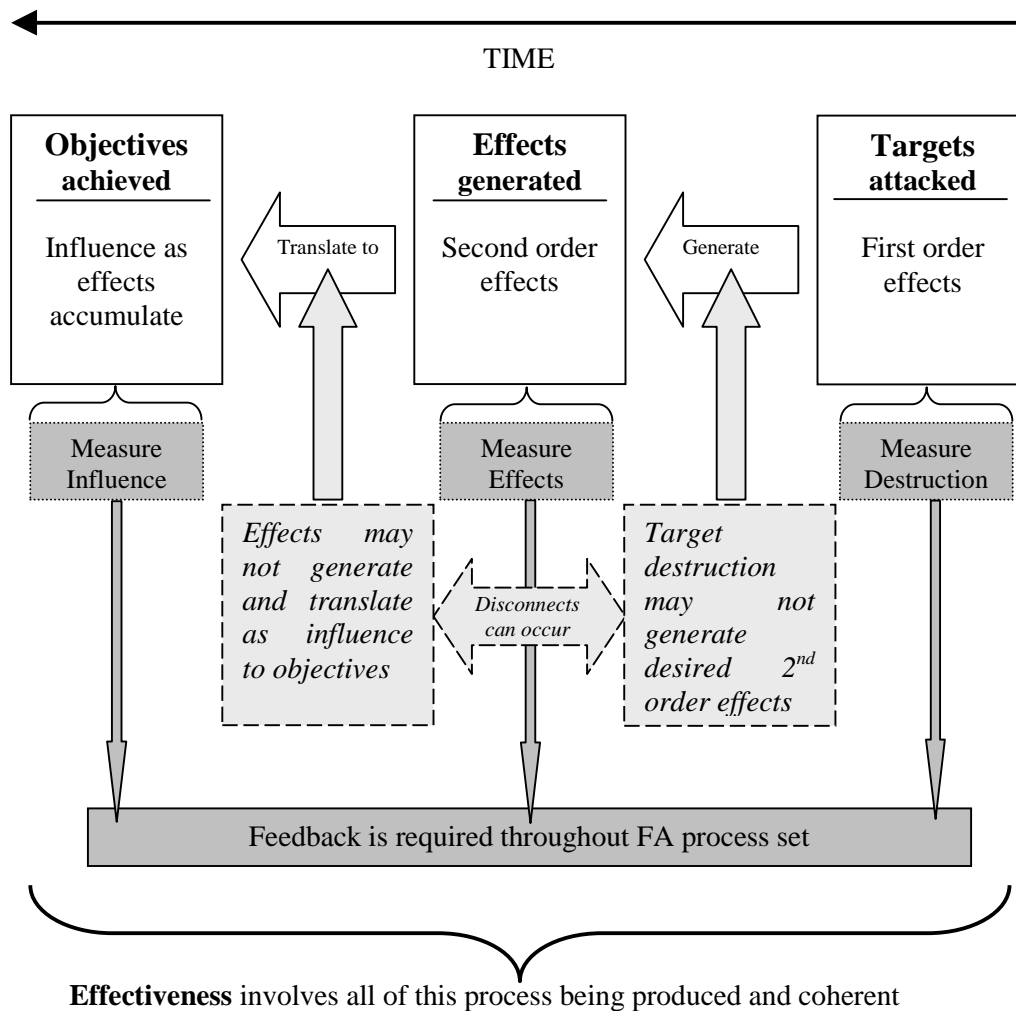 TIME
Objectives
achieved
Influence as
effects
accumulate
Translate to
Effects
generated
Second order
effects
Generate
Targets
attacked
First order
effects
Measure
Influence
Measure
Effects
Measure
Destruction
Effects may
not generate
and translate
as influence
to objectives
Disconnects
can occur
Target
destruction
may not
generate
desired 2nd
order effects
Feedback is required throughout FA process set
Effectiveness involves all of this process being produced and coherent